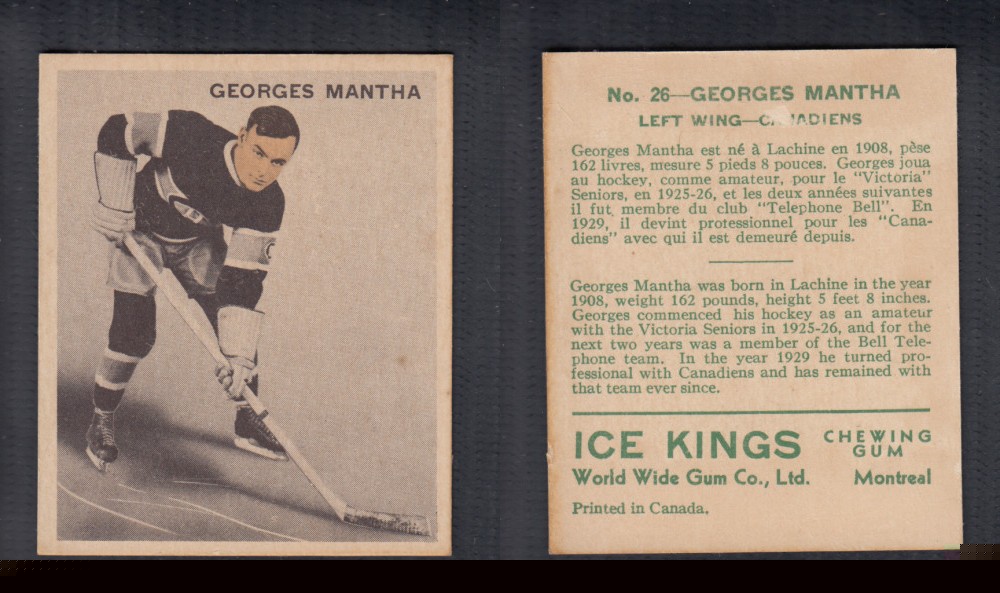 GEORGES MANTHA
No. 26—GEORGES MANTHA
LEFT WING—C ADIENS
Georges Mantha est né à Lachine en 1908, pèse
162 livres, mesure 5 pieds 8 pouces. Georges joua
au hockey, comme amateur, pour le "Victoria"
Seniors, en 1925-26, et les deux années suivantes
il fut membre du club "Telephone Bell". En
1929, il devint professionnel pour les "Cana-
diens" avec qui il est demeuré depuis.
Georges Mantha was born in Lachine in the year
1908, weight 162 pounds, height 5 feet 8 inches.
Georges commenced his hockey as an amateur
with the Victoria Seniors in 1925-26, and for the
next two years was a member of the Bell Tele-
phone team. In the year 1929 he turned pro-
fessional with Canadiens and has remained with
that team ever since.
ICE KINGS CHEWING GUM
World Wide Gum Co., Ltd. Montreal
Printed in Canada.